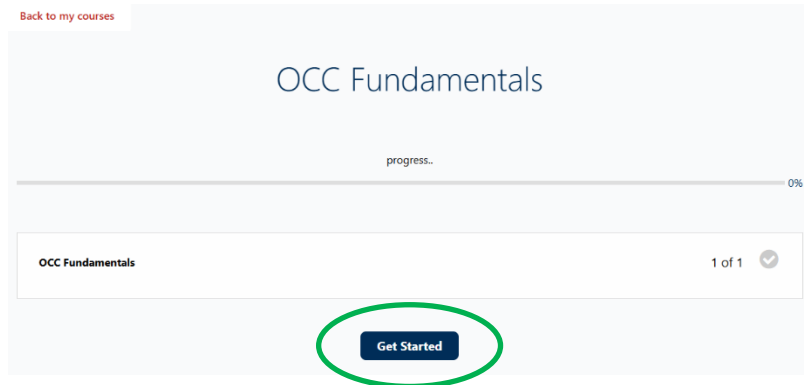 Back to my courses
OCC Fundamentals
progress..
0%
OCC Fundamentals 1 of 1
Get Started